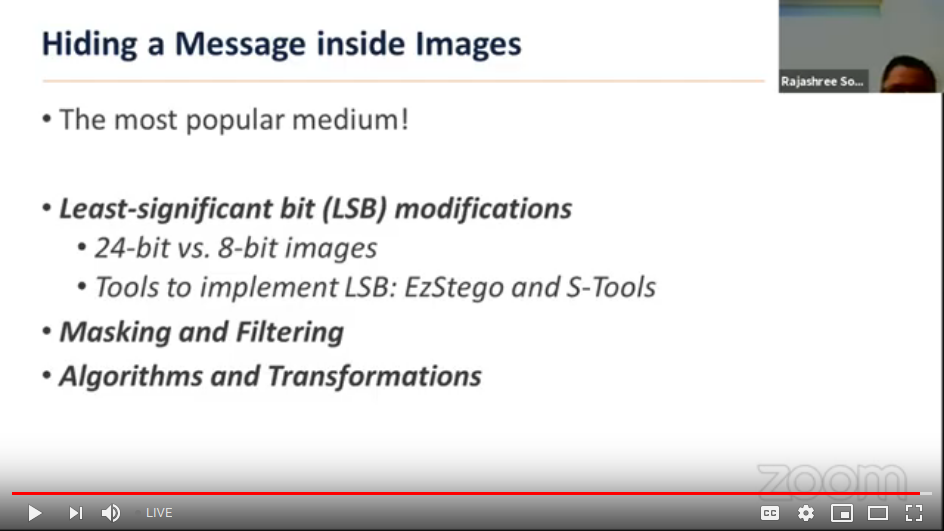 Hiding a Message inside Images
Rajashree So...
• The most popular medium!
• Least-significant bit (LSB) modifications
• 24-bit vs. 8-bit images
• Tools to implement LSB: EzStego and S-Tools
• Masking and Filtering
• Algorithms and Transformations
zoom
LIVE
CC